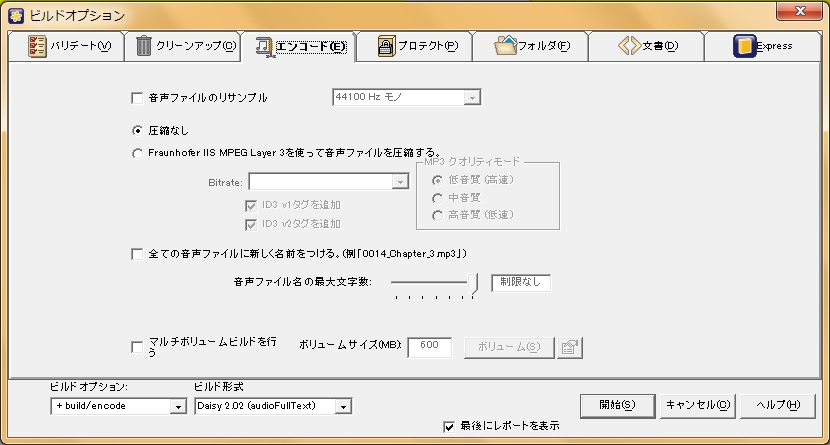 ビルドオプション
バリデート(V) クリーンアップ(C) エンコード(E) プロテクト(P) フォルダ(F) 文書(D) Express
音声ファイルのリサンプル 44100 Hz モノ
圧縮なし
Fraunhofer IIS MPEG Layer 3を使って音声ファイルを圧縮する。
MP3 クオリティモード
Bitrate: 低音質 (高速)
ID3 v1タグを追加 中音質
ID3 v2タグを追加 高音質 (低速)
全ての音声ファイルに新しく名前をつける。(例「0014_Chapter_3.mp3」)
音声ファイル名の最大文字数: 制限なし
マルチボリュームビルドを行う ボリュームサイズ(MB): 600 ボリューム(S)
ビルドオプション: ビルド形式
+ build/encode Daisy 2.02 (audioFullText) 開始(S) キャンセル(C) ヘルプ(H)
最後にレポートを表示